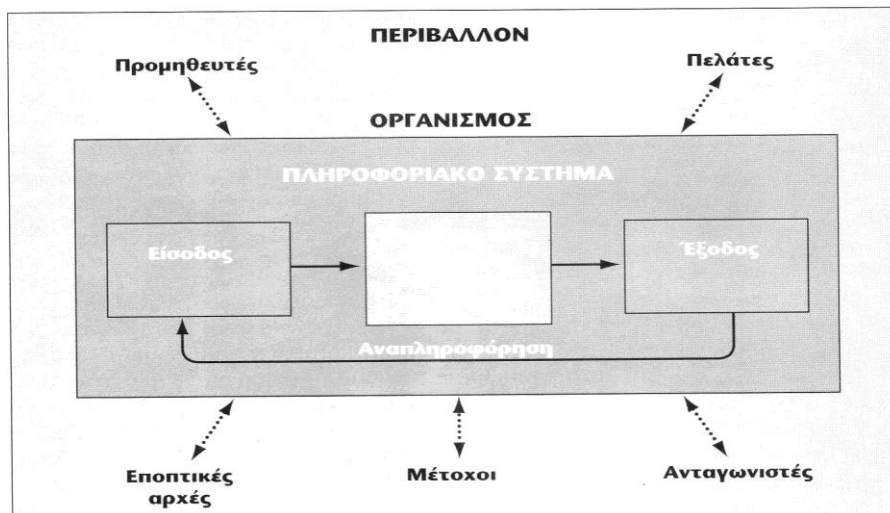 ΠΕΡΙΒΑΛΛΟΝ
Προμηθευτές
Πελάτες
ΟΡΓΑΝΙΣΜΟΣ
ΠΛΗΡΟΦΟΡΙΑΚΟ ΣΥΣΤΗΜΑ
Είσοδος
Έξοδος
Αναπληροφόρηση
Εποπτικές
αρχές
Μέτοχοι
Ανταγωνιστές